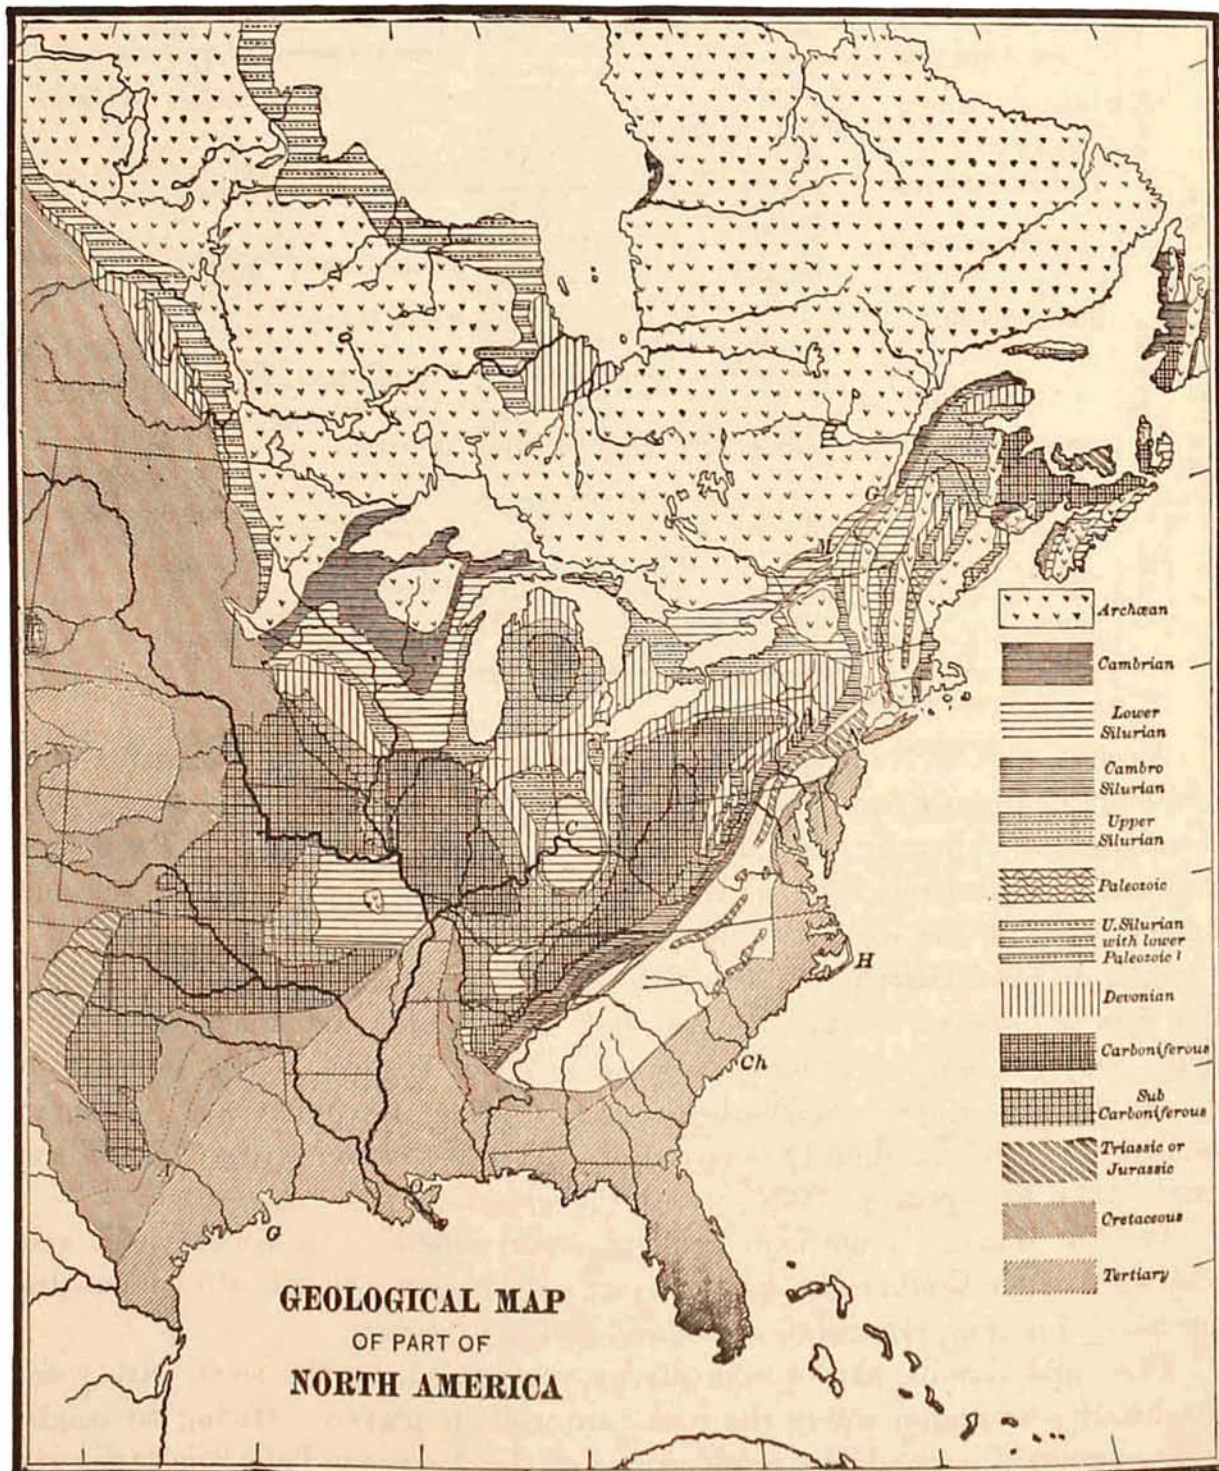 G
C
H
Ch
A
O
G
Archæan
Cambrian
Lower
Silurian
Cambro
Silurian
Upper
Silurian
Paleozoic
U. Silurian
with lower
Paleozoic !
Devonian
Carboniferous
Sub
Carboniferous
Triassic or
Jurassic
Cretaceous
Tertiary
GEOLOGICAL MAP
OF PART OF
NORTH AMERICA